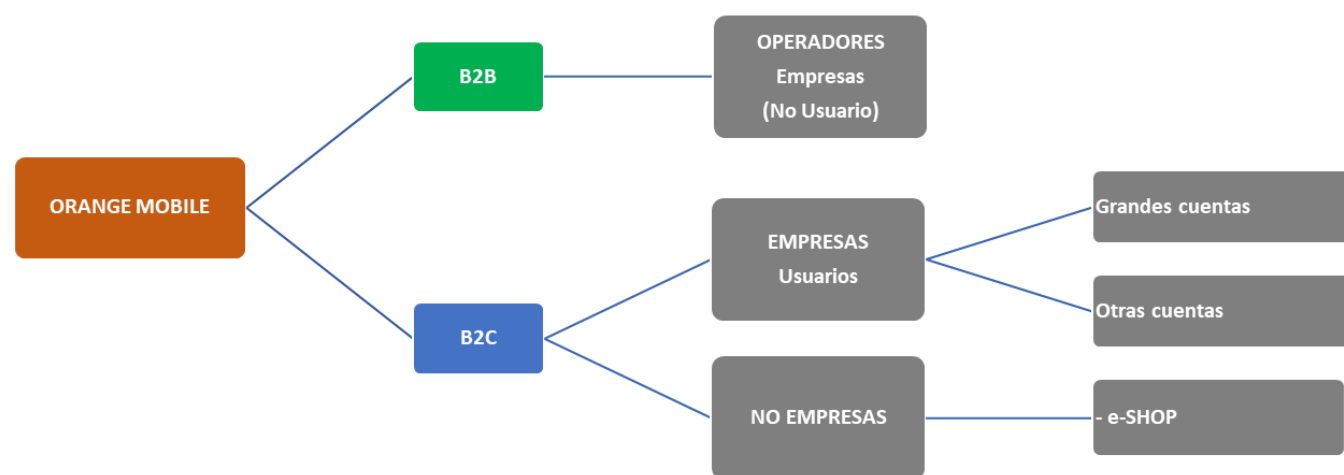 ORANGE MOBILE
B2B
OPERADORES
Empresas
(No Usuario)
B2C
EMPRESAS
Usuarios
Grandes cuentas
Otras cuentas
NO EMPRESAS
- e-SHOP